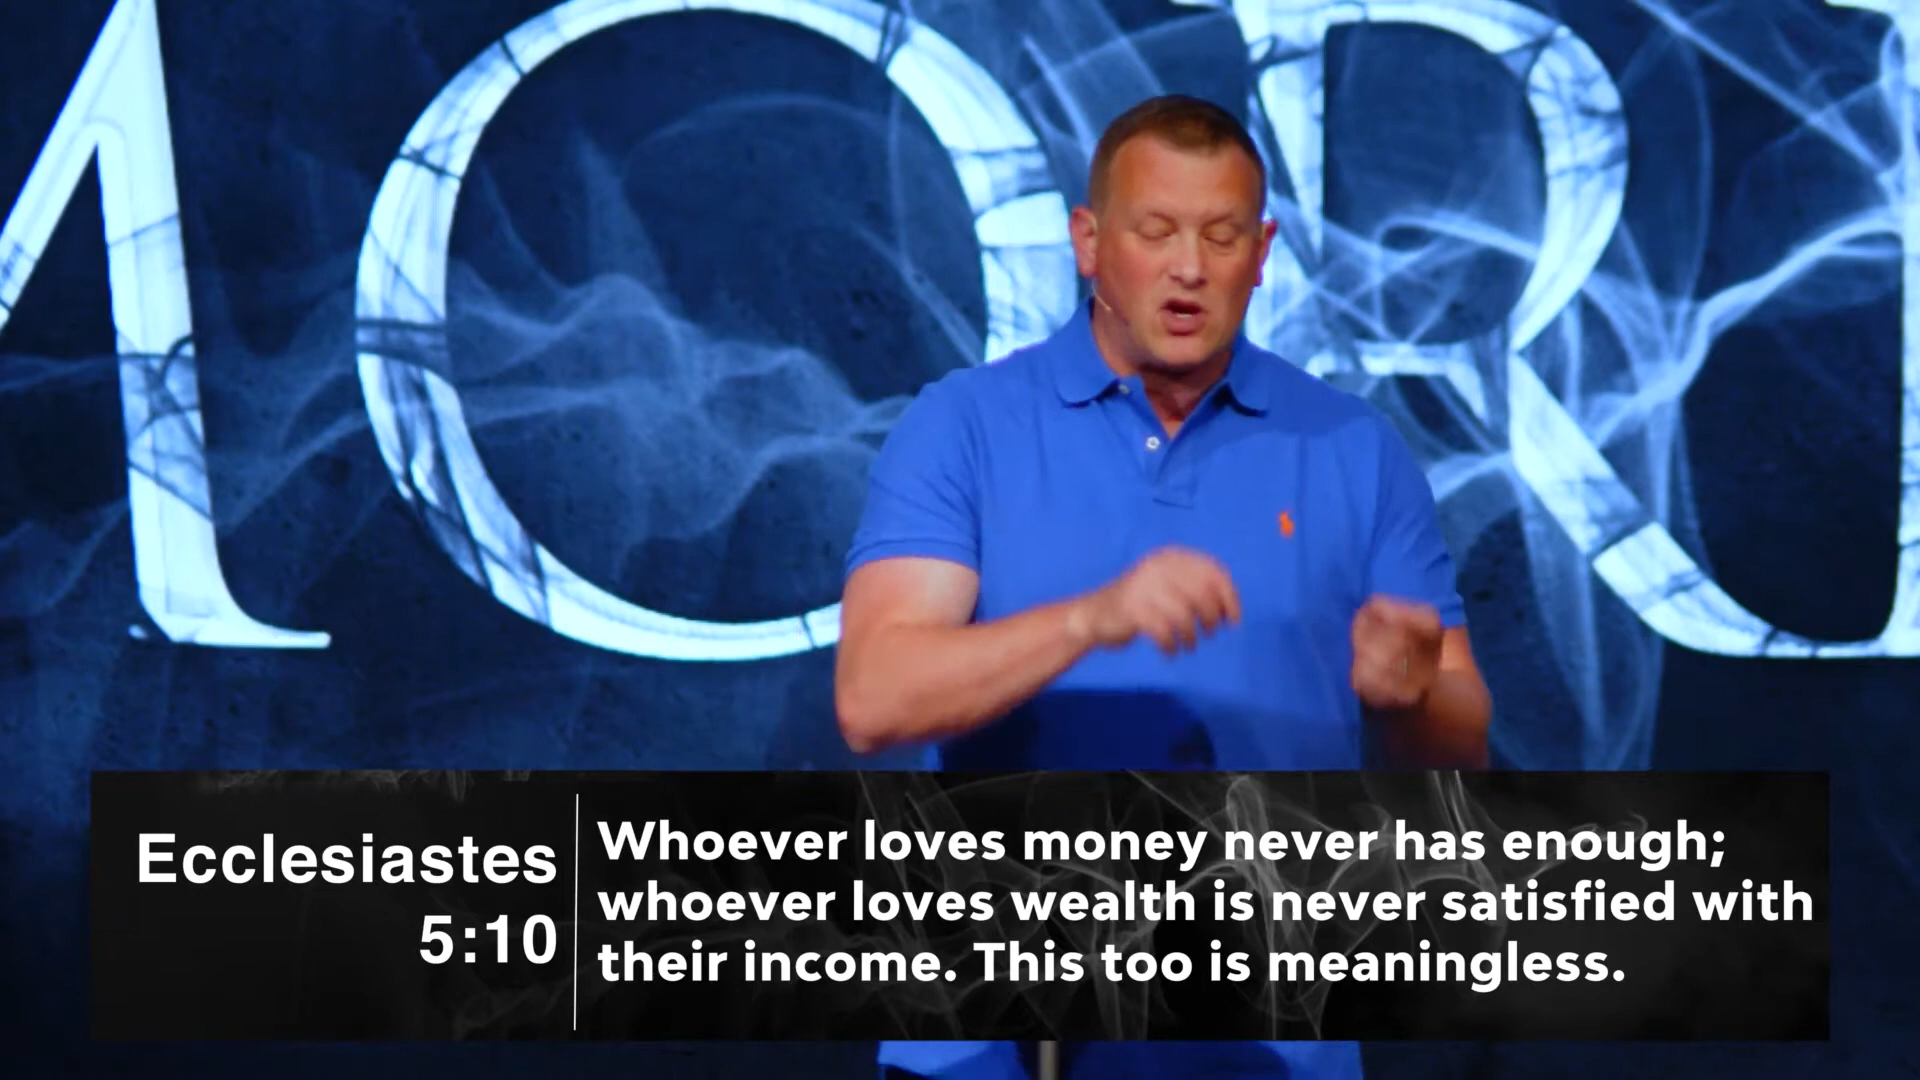 MORE
Ecclesiastes
5:10
Whoever loves money never has enough;
whoever loves wealth is never satisfied with
their income. This too is meaningless.